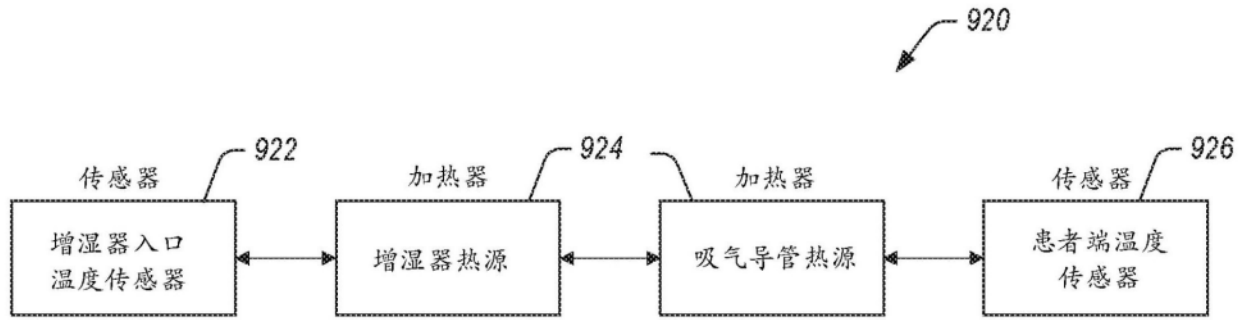 920
922
924
926
传感器
加热器
加热器
传感器
增湿器入口
温度传感器
增湿器热源
吸气导管热源
患者端温度
传感器